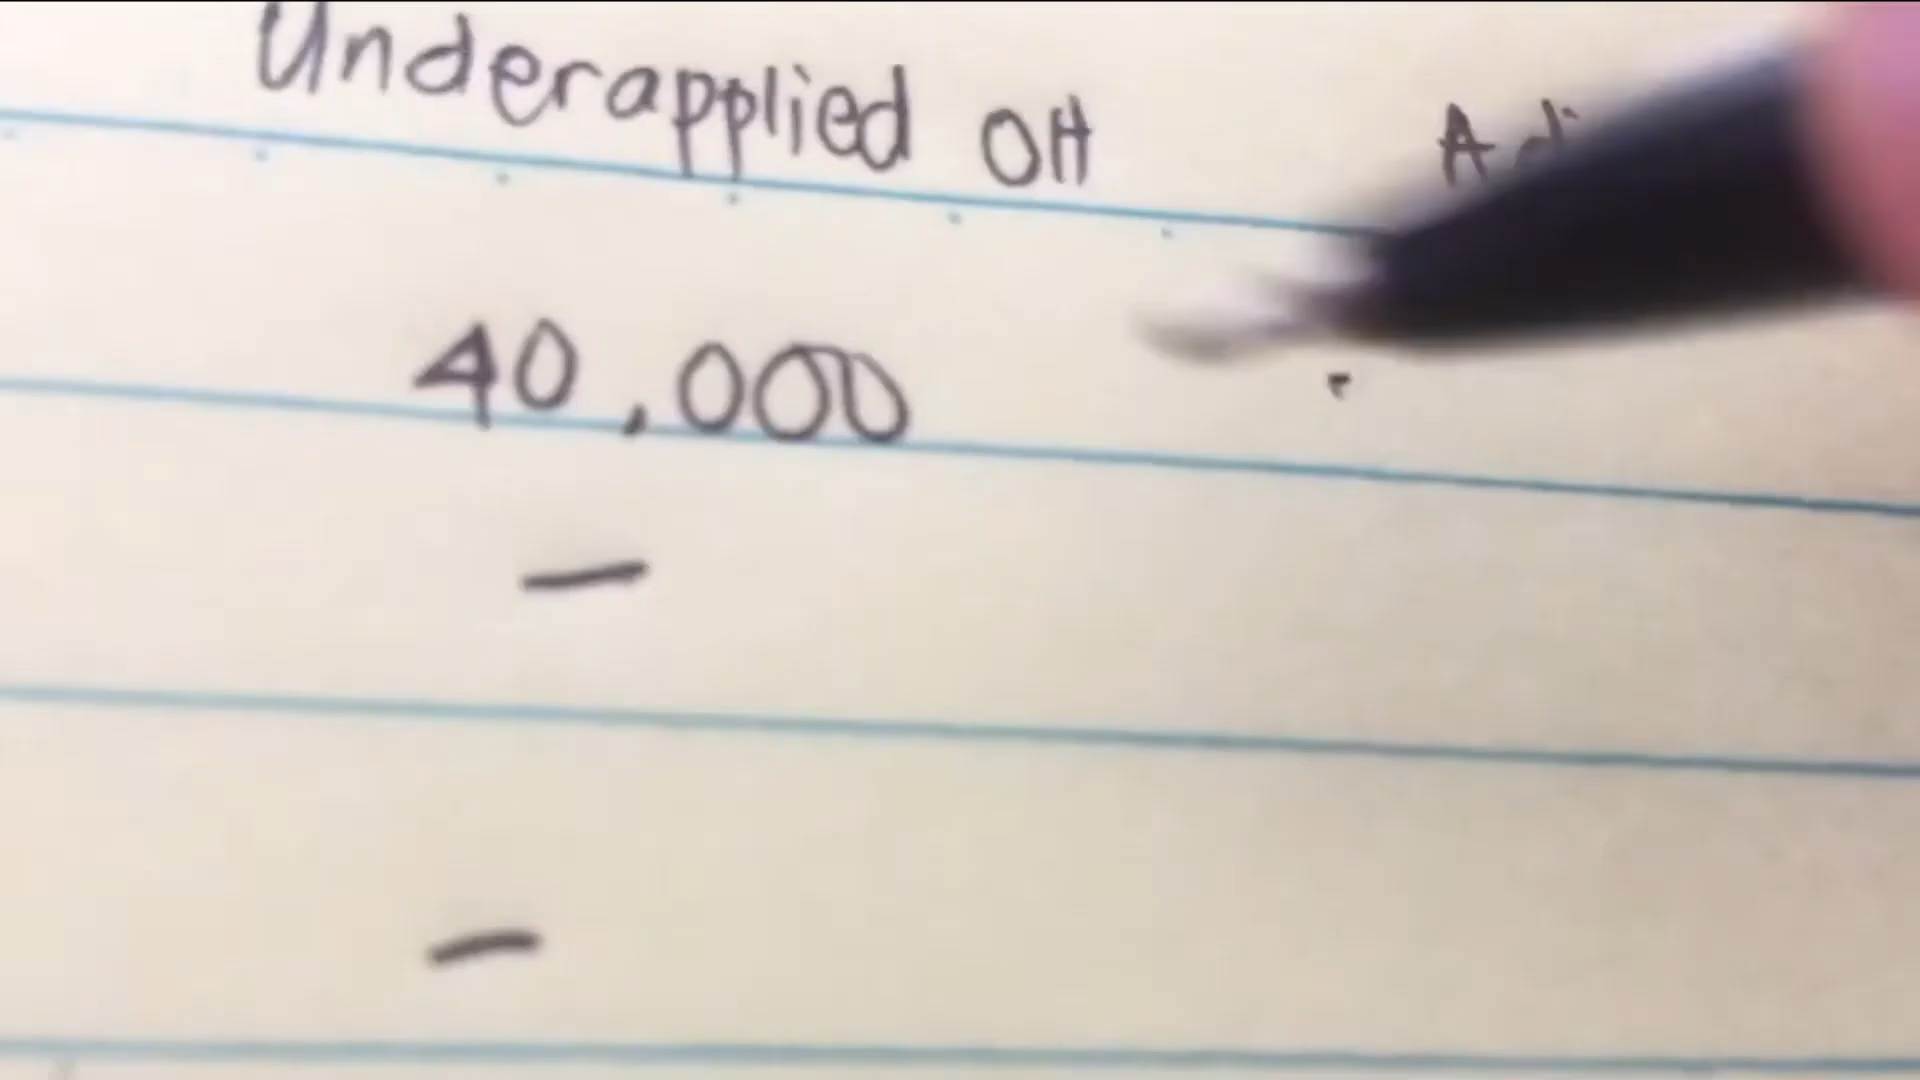 Underapplied OH
40,000
—
—